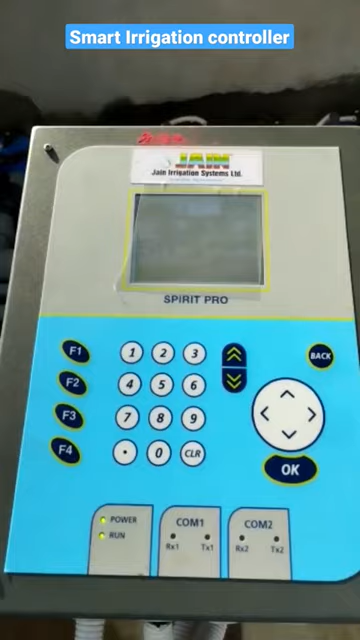 Smart Irrigation controller
JAIN
Jain Irrigation Systems Ltd.
SPIRIT PRO
F1
F2
F3
F4
1 2 3
4 5 6
7 8 9
. 0 CLR
BACK
OK
POWER
RUN
COM1
Rx1 Tx1
COM2
Rx2 Tx2